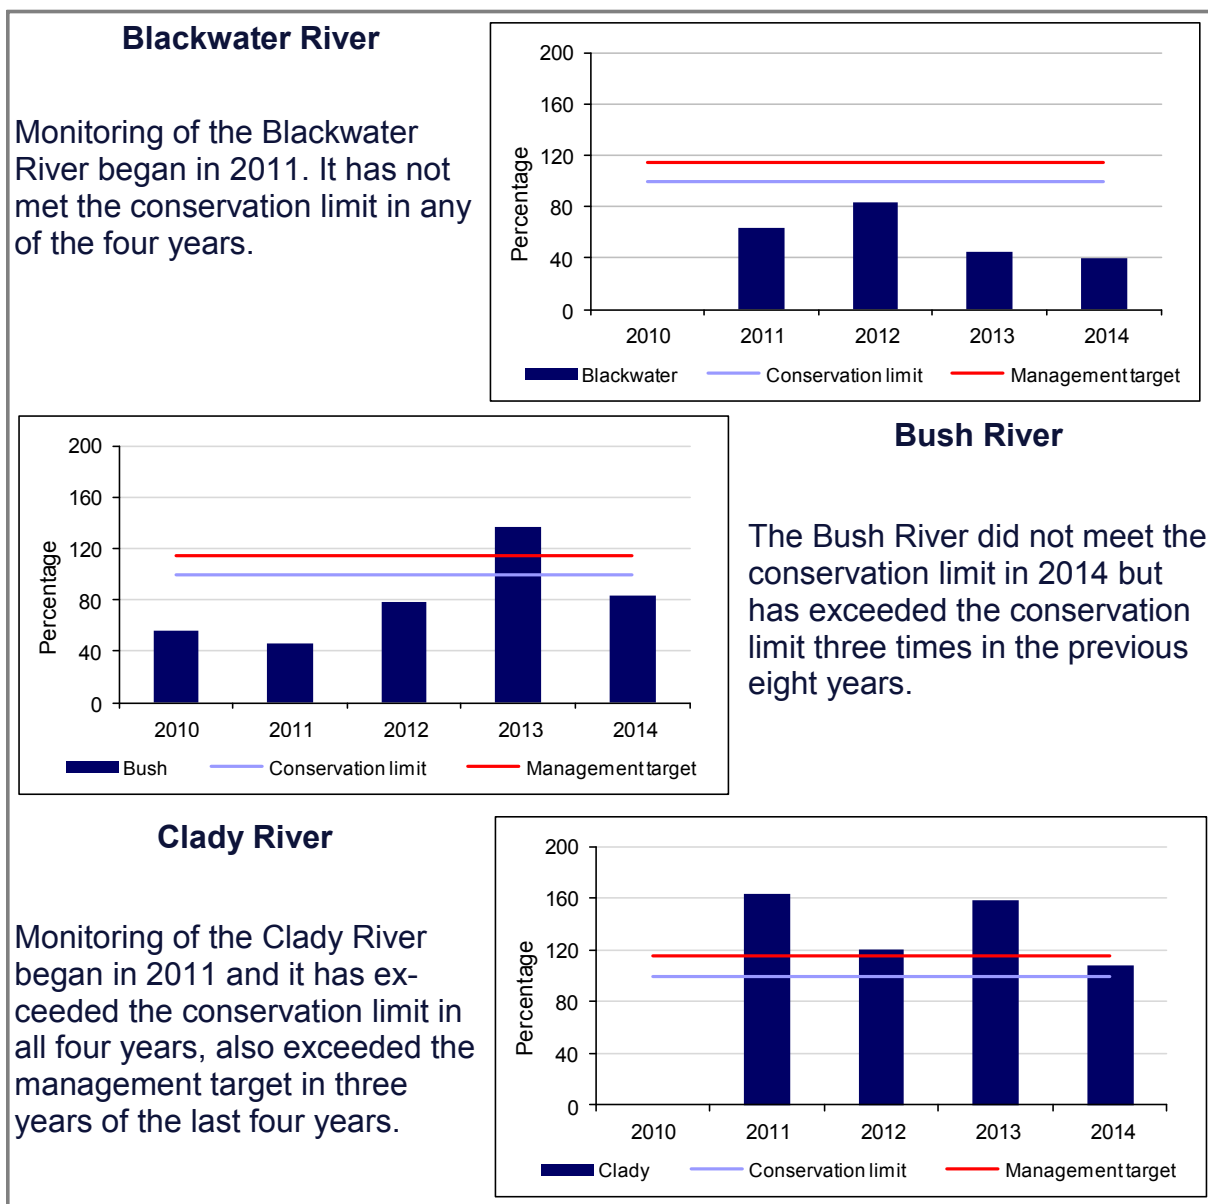 Blackwater River
Monitoring of the Blackwater
River began in 2011. It has not
met the conservation limit in any
of the four years.
200
160
120
80
40
0
Percentage
2010 2011 2012 2013 2014
Blackwater Conservation limit Management target
200
160
120
80
40
0
Percentage
2010 2011 2012 2013 2014
Bush Conservation limit Management target
Bush River
The Bush River did not meet the
conservation limit in 2014 but
has exceeded the conservation
limit three times in the previous
eight years.
Clady River
Monitoring of the Clady River
began in 2011 and it has ex-
ceeded the conservation limit in
all four years, also exceeded the
management target in three
years of the last four years.
200
160
120
80
40
0
Percentage
2010 2011 2012 2013 2014
Clady Conservation limit Management target